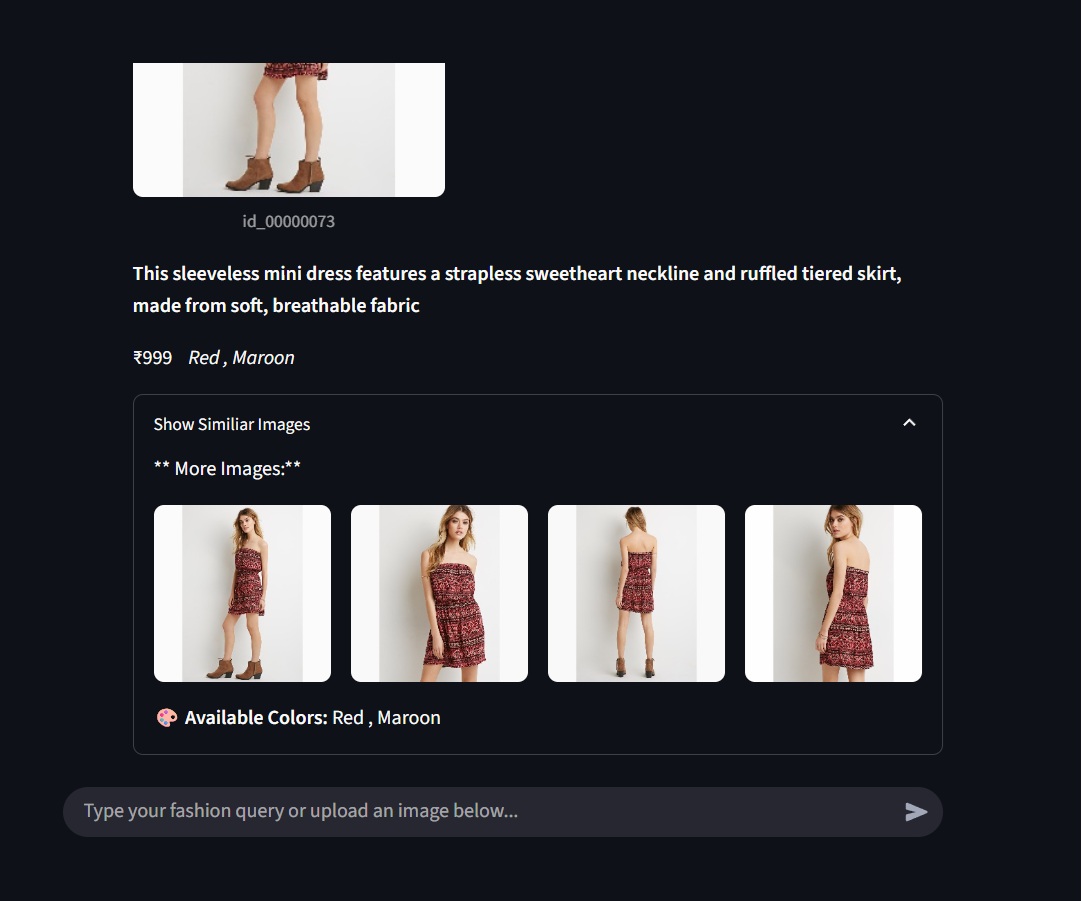 id_00000073
This sleeveless mini dress features a strapless sweetheart neckline and ruffled tiered skirt,
made from soft, breathable fabric
₹999 Red , Maroon
Show Similiar Images
** More Images:**
🎨 Available Colors: Red , Maroon
Type your fashion query or upload an image below...